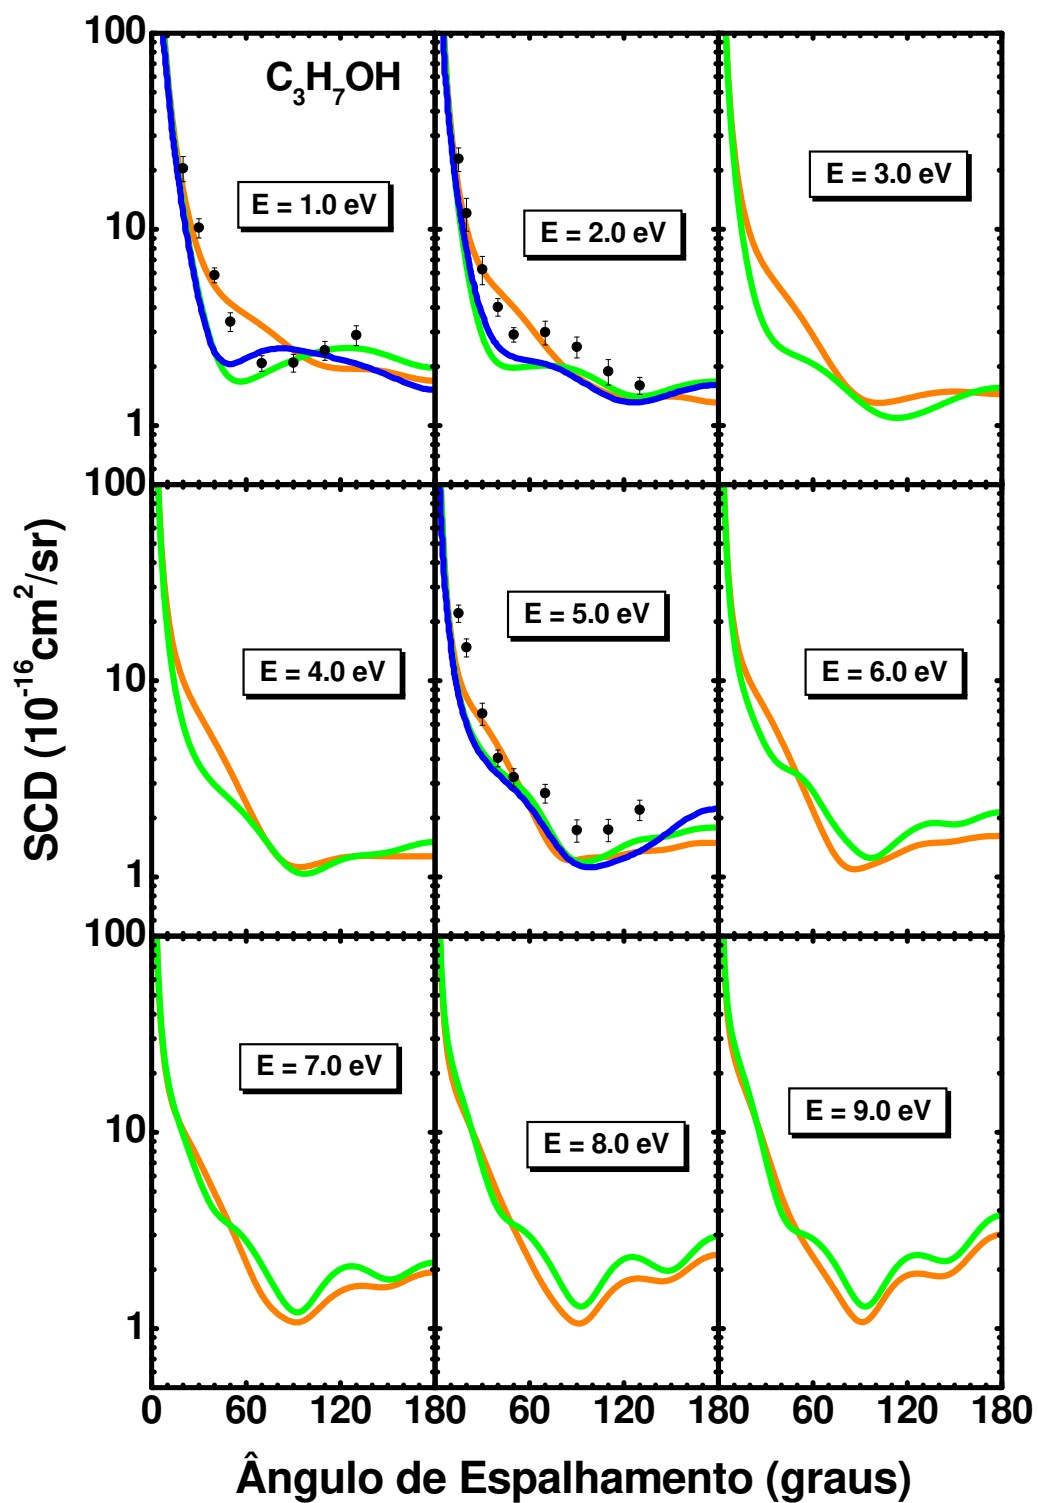 100
C₃H₇OH
E = 1.0 eV
E = 2.0 eV
E = 3.0 eV
10
1
100
E = 4.0 eV
E = 5.0 eV
E = 6.0 eV
10
1
100
E = 7.0 eV
E = 8.0 eV
E = 9.0 eV
10
1
0 60 120 180 60 120 180 60 120 180
SCD (10⁻¹⁶cm²/sr)
Ângulo de Espalhamento (graus)